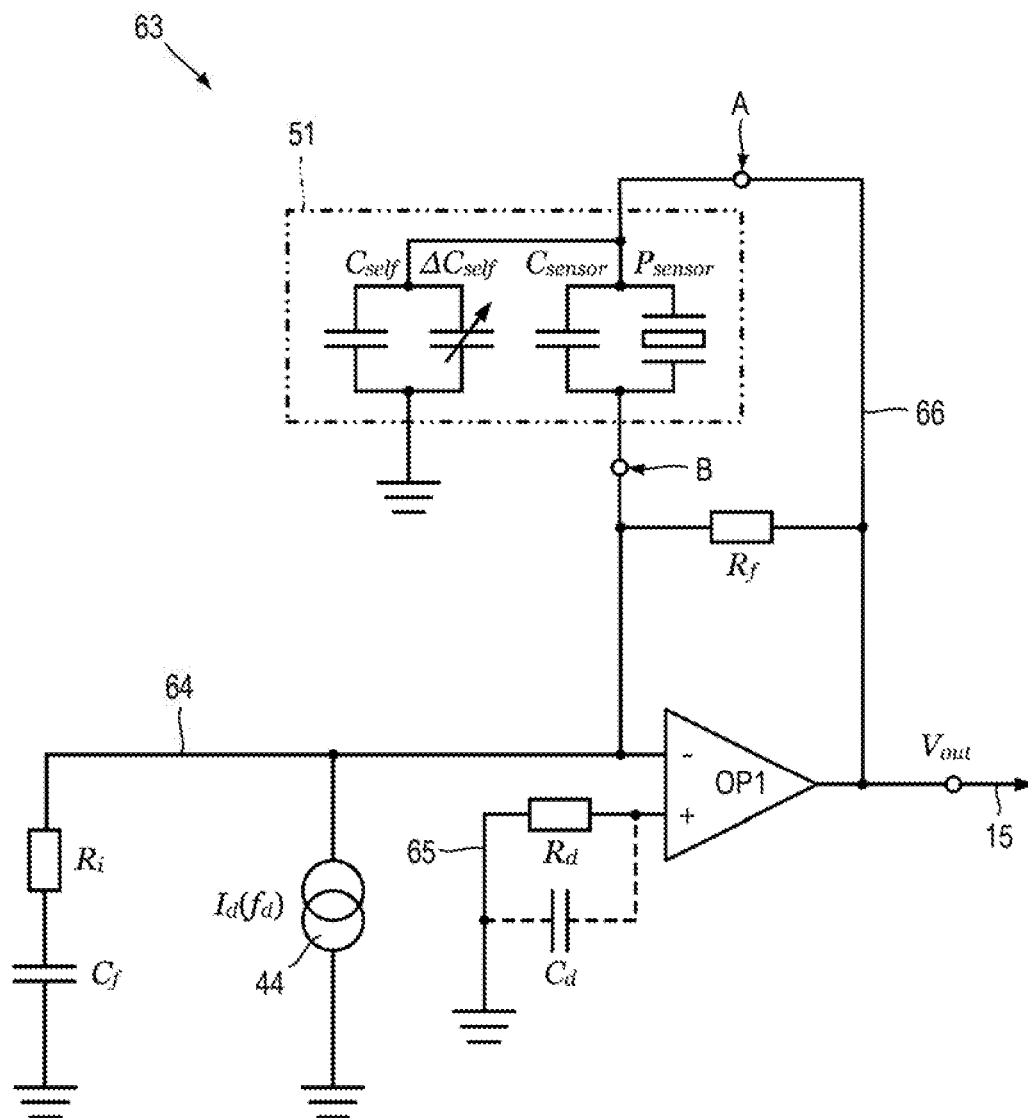 63
51
A
C_self ΔC_self C_sensor P_sensor
66
B
R_f
64
V_out
- OP1
+
15
R_i
I_d(f_d)
65
R_d
C_f
44
C_d